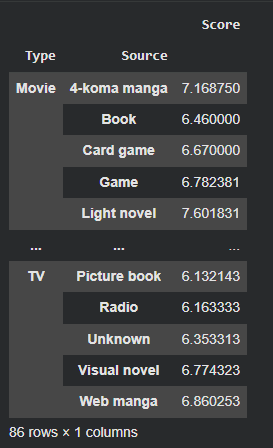 Score
Type Source
Movie 4-koma manga 7.168750
Book 6.460000
Card game 6.670000
Game 6.782381
Light novel 7.601831
... ... ...
TV Picture book 6.132143
Radio 6.163333
Unknown 6.353313
Visual novel 6.774323
Web manga 6.860253
86 rows × 1 columns